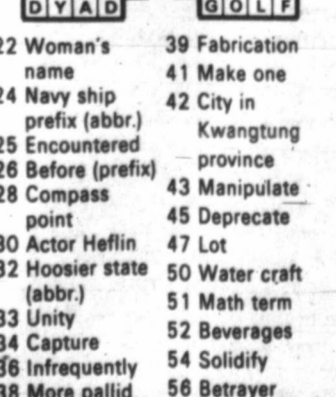 DYAD
22 Woman's
name
24 Navy ship
prefix (abbr.)
25 Encountered
26 Before (prefix)
28 Compass
point
30 Actor Heflin
32 Hoosier state
(abbr.)
33 Unity
34 Capture
36 Infrequently
38 More pallid
GOLF
39 Fabrication
41 Make one
42 City in
Kwangtung
province
43 Manipulate
45 Deprecate
47 Lot
50 Water craft
51 Math term
52 Beverages
54 Solidify
56 Betrayer